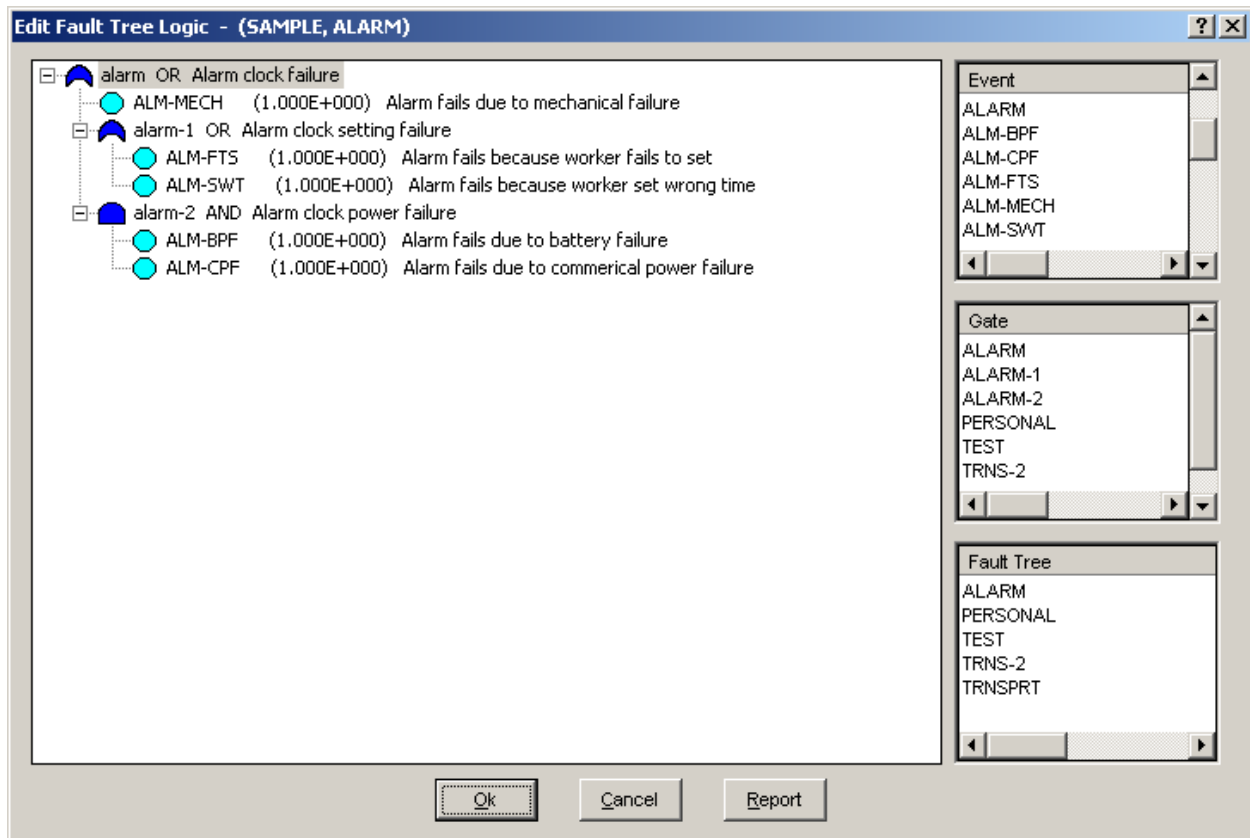 Edit Fault Tree Logic - (SAMPLE, ALARM)
alarm OR Alarm clock failure
ALM-MECH (1.000E+000) Alarm fails due to mechanical failure
alarm-1 OR Alarm clock setting failure
ALM-FTS (1.000E+000) Alarm fails because worker fails to set
ALM-SWT (1.000E+000) Alarm fails because worker set wrong time
alarm-2 AND Alarm clock power failure
ALM-BPF (1.000E+000) Alarm fails due to battery failure
ALM-CPF (1.000E+000) Alarm fails due to commerical power failure
Event
ALARM
ALM-BPF
ALM-CPF
ALM-FTS
ALM-MECH
ALM-SWT
Gate
ALARM
ALARM-1
ALARM-2
PERSONAL
TEST
TRNS-2
Fault Tree
ALARM
PERSONAL
TEST
TRNS-2
TRNSPRT
Ok Cancel Report